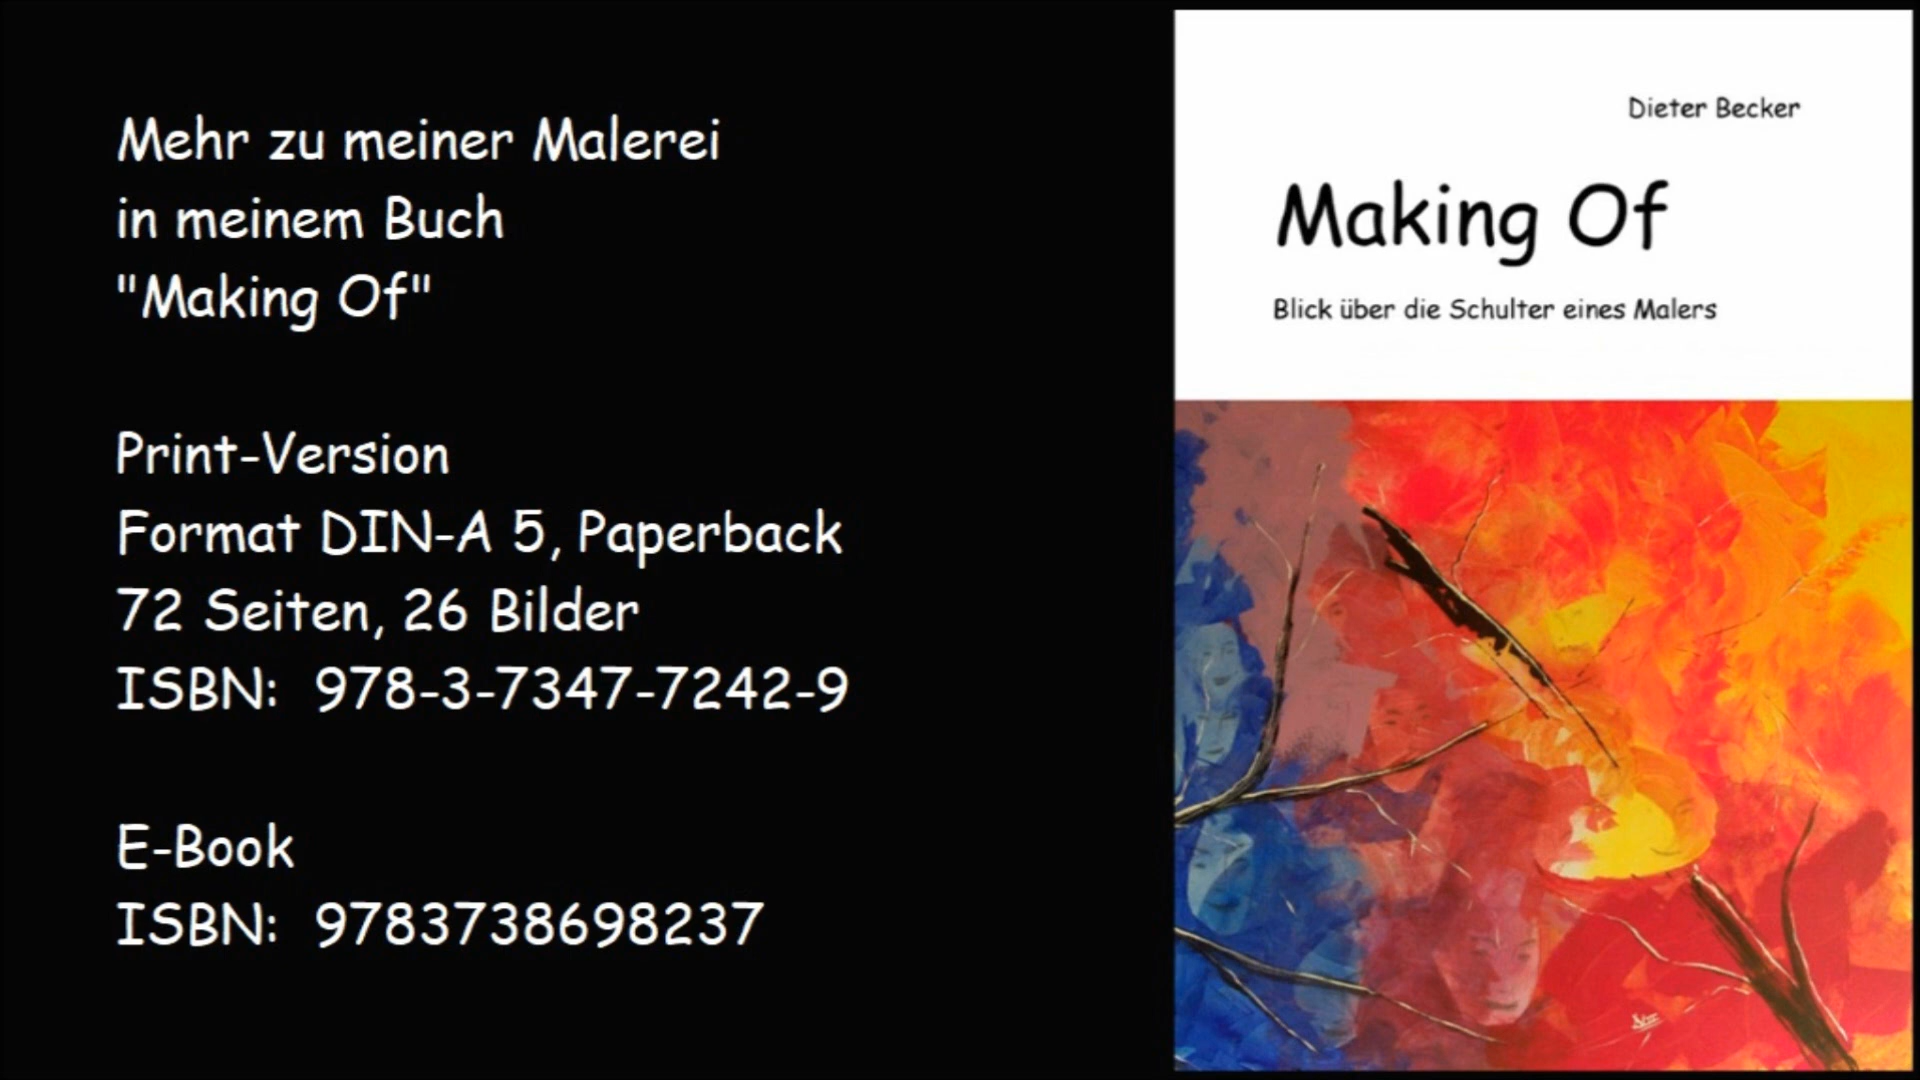 Mehr zu meiner Malerei
in meinem Buch
"Making Of"
Print-Version
Format DIN-A 5, Paperback
72 Seiten, 26 Bilder
ISBN: 978-3-7347-7242-9
E-Book
ISBN: 9783738698237
Dieter Becker
Making Of
Blick über die Schulter eines Malers